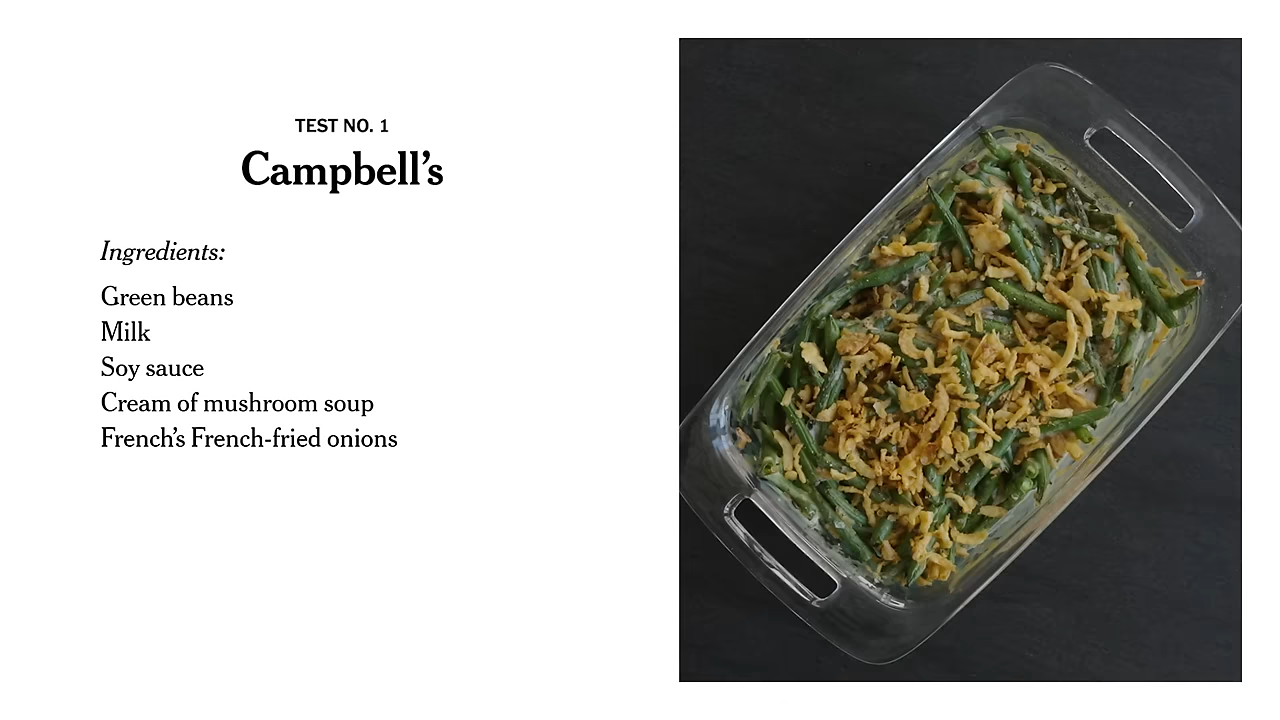 TEST NO. 1
Campbell’s
Ingredients:
Green beans
Milk
Soy sauce
Cream of mushroom soup
French’s French-fried onions